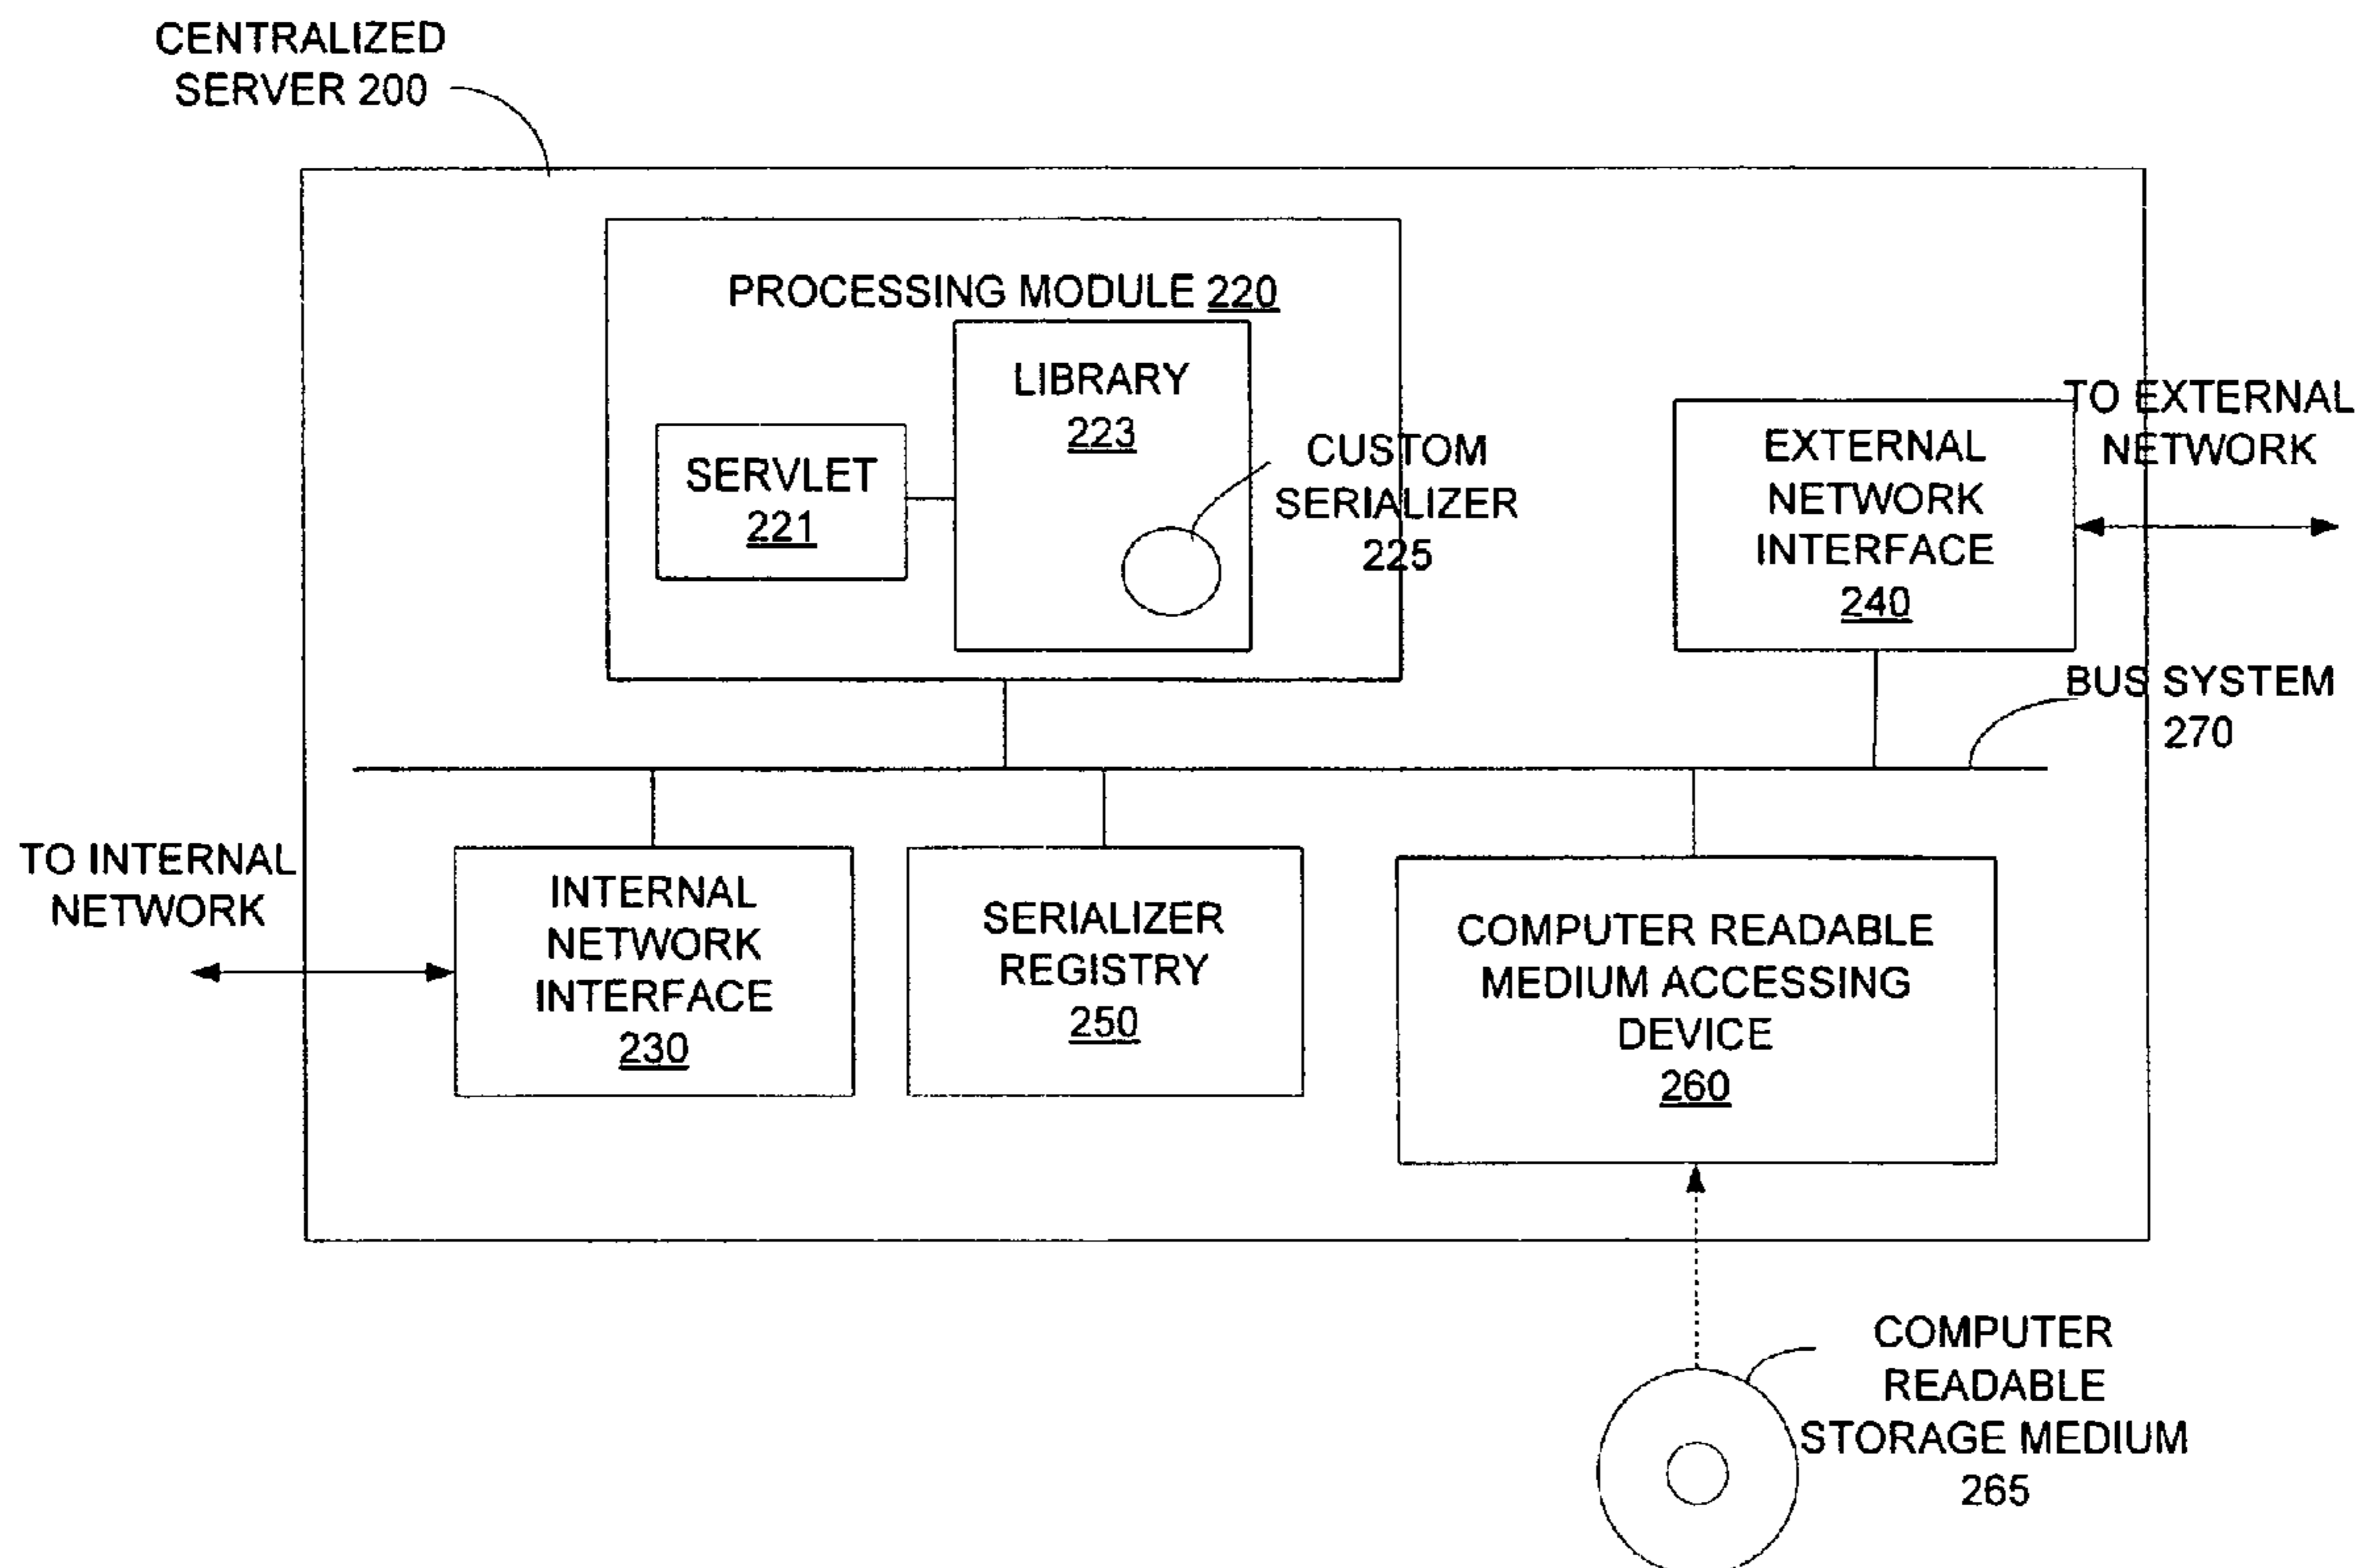 CENTRALIZED
SERVER 200
PROCESSING MODULE 220
LIBRARY
223
SERVLET
221
CUSTOM
SERIALIZER
225
TO EXTERNAL
NETWORK
EXTERNAL
NETWORK
INTERFACE
240
BUS SYSTEM
270
TO INTERNAL
NETWORK
INTERNAL
NETWORK
INTERFACE
230
SERIALIZER
REGISTRY
250
COMPUTER READABLE
MEDIUM ACCESSING
DEVICE
260
COMPUTER
READABLE
STORAGE MEDIUM
265